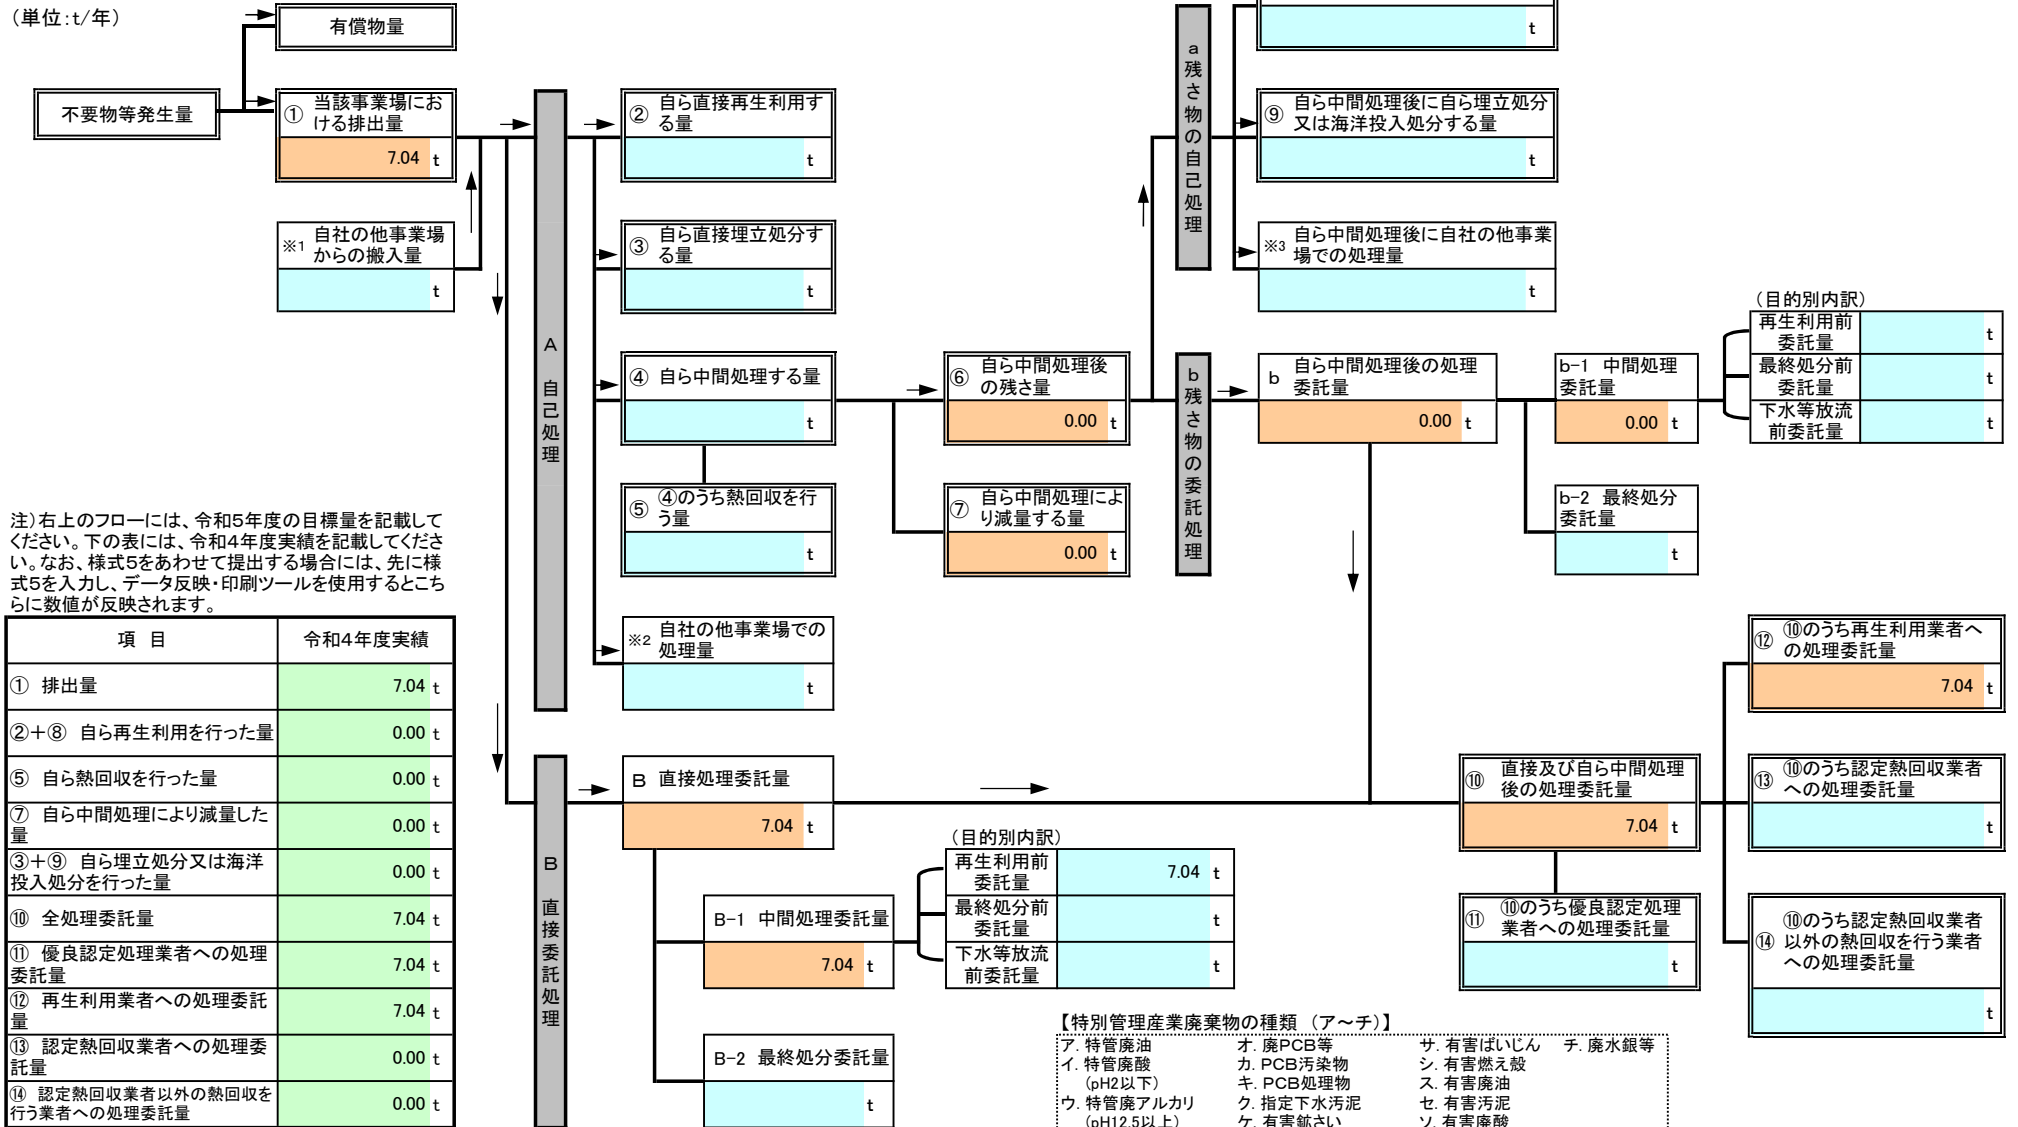 （単位:t/年）
有償物量
不要物等発生量
① 当該事業場にお
ける排出量
7.04 t
※1 自社の他事業場
からの搬入量
t
A 自己処理
② 自ら直接再生利用す
る量
t
③ 自ら直接埋立処分す
る量
t
④ 自ら中間処理する量
t
⑤ ④のうち熱回収を行
う量
t
※2 自社の他事業場での
処理量
t
⑥ 自ら中間処理後
の残さ量
0.00 t
⑦ 自ら中間処理によ
り減量する量
0.00 t
a残さ物の自己処理
t
⑨ 自ら中間処理後に自ら埋立処分
又は海洋投入処分する量
t
※3 自ら中間処理後に自社の他事業
場での処理量
t
b残さ物の委託処理
b 自ら中間処理後の処理
委託量
0.00 t
b-1 中間処理
委託量
0.00 t
（目的別内訳）
再生利用前
委託量 t
最終処分前
委託量 t
下水等放流
前委託量 t
b-2 最終処分
委託量
t
注)右上のフローには、令和5年度の目標量を記載して
ください。下の表には、令和4年度実績を記載してくださ
い。なお、様式5をあわせて提出する場合には、先に様
式5を入力し、データ反映・印刷ツールを使用するとこち
らに数値が反映されます。
項 目 令和4年度実績
① 排出量 7.04 t
②＋⑧ 自ら再生利用を行った量 0.00 t
⑤ 自ら熱回収を行った量 0.00 t
⑦ 自ら中間処理により減量した
量 0.00 t
③＋⑨ 自ら埋立処分又は海洋
投入処分を行った量 0.00 t
⑩ 全処理委託量 7.04 t
⑪ 優良認定処理業者への処理
委託量 7.04 t
⑫ 再生利用業者への処理委託
量 7.04 t
⑬ 認定熱回収業者への処理委
託量 0.00 t
⑭ 認定熱回収業者以外の熱回収を
行う業者への処理委託量 0.00 t
B 直接委託処理
B 直接処理委託量
7.04 t
B-1 中間処理委託量
7.04 t
（目的別内訳）
再生利用前
委託量 7.04 t
最終処分前
委託量 t
下水等放流
前委託量 t
B-2 最終処分委託量
t
⑩ 直接及び自ら中間処理
後の処理委託量
7.04 t
⑪ ⑩のうち優良認定処理
業者への処理委託量
t
⑫ ⑩のうち再生利用業者へ
の処理委託量
7.04 t
⑬ ⑩のうち認定熱回収業者
への処理委託量
t
⑭ ⑩のうち認定熱回収業者
以外の熱回収を行う業者
への処理委託量
t
【特別管理産業廃棄物の種類 （ア～チ）】
ア. 特管廃油 オ. 廃PCB等 サ. 有害ばいじん チ. 廃水銀等
イ. 特管廃酸 カ. PCB汚染物 シ. 有害燃え殻
（pH2以下） キ. PCB処理物 ス. 有害廃油
ウ. 特管廃アルカリ ク. 指定下水汚泥 セ. 有害汚泥
（pH12.5以上） ケ. 有害鉱さい ソ. 有害廃酸